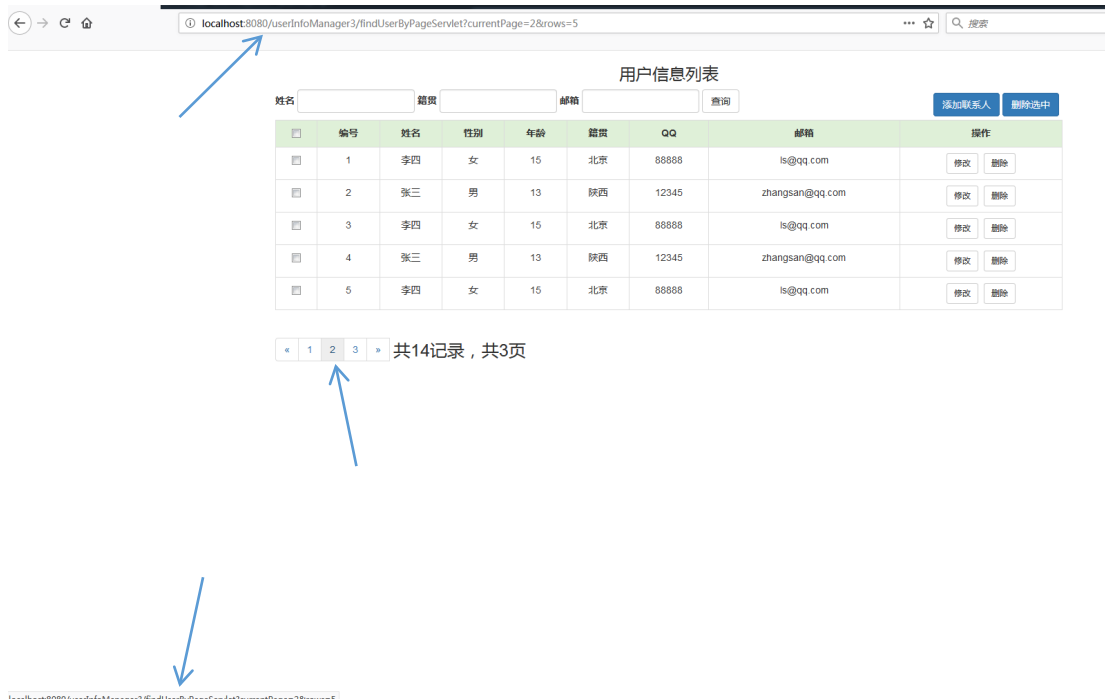 localhost:8080/userInfoManager3/findUserByPageServlet?currentPage=2&rows=5 搜索
用户信息列表
姓名 籍贯 邮箱 查询 添加联系人 删除选中
编号 姓名 性别 年龄 籍贯 QQ 邮箱 操作
1 李四 女 15 北京 88888 ls@qq.com 修改 删除
2 张三 男 13 陕西 12345 zhangsan@qq.com 修改 删除
3 李四 女 15 北京 88888 ls@qq.com 修改 删除
4 张三 男 13 陕西 12345 zhangsan@qq.com 修改 删除
5 李四 女 15 北京 88888 ls@qq.com 修改 删除
« 1 2 3 » 共14记录，共3页